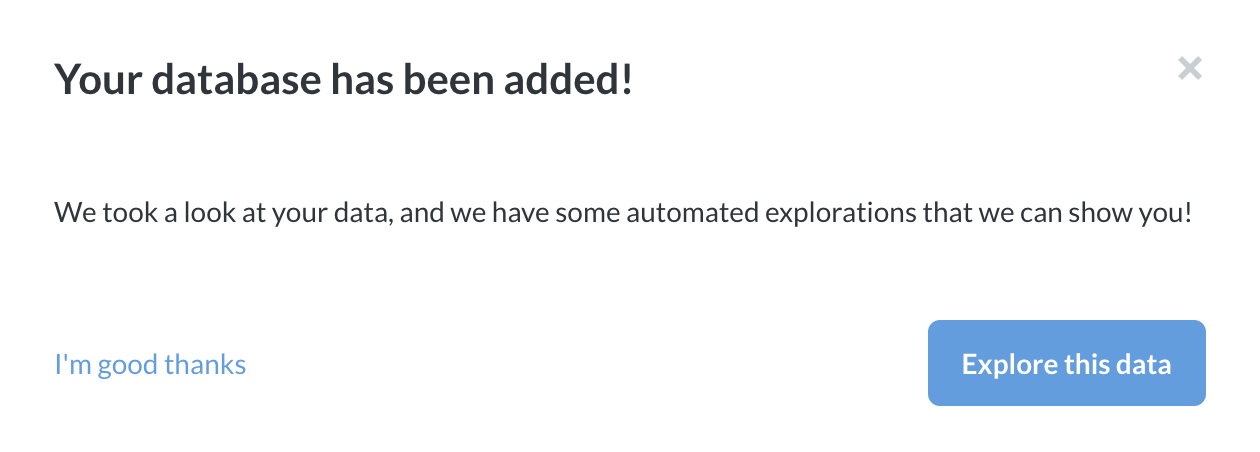 Your database has been added!
We took a look at your data, and we have some automated explorations that we can show you!
I'm good thanks
Explore this data